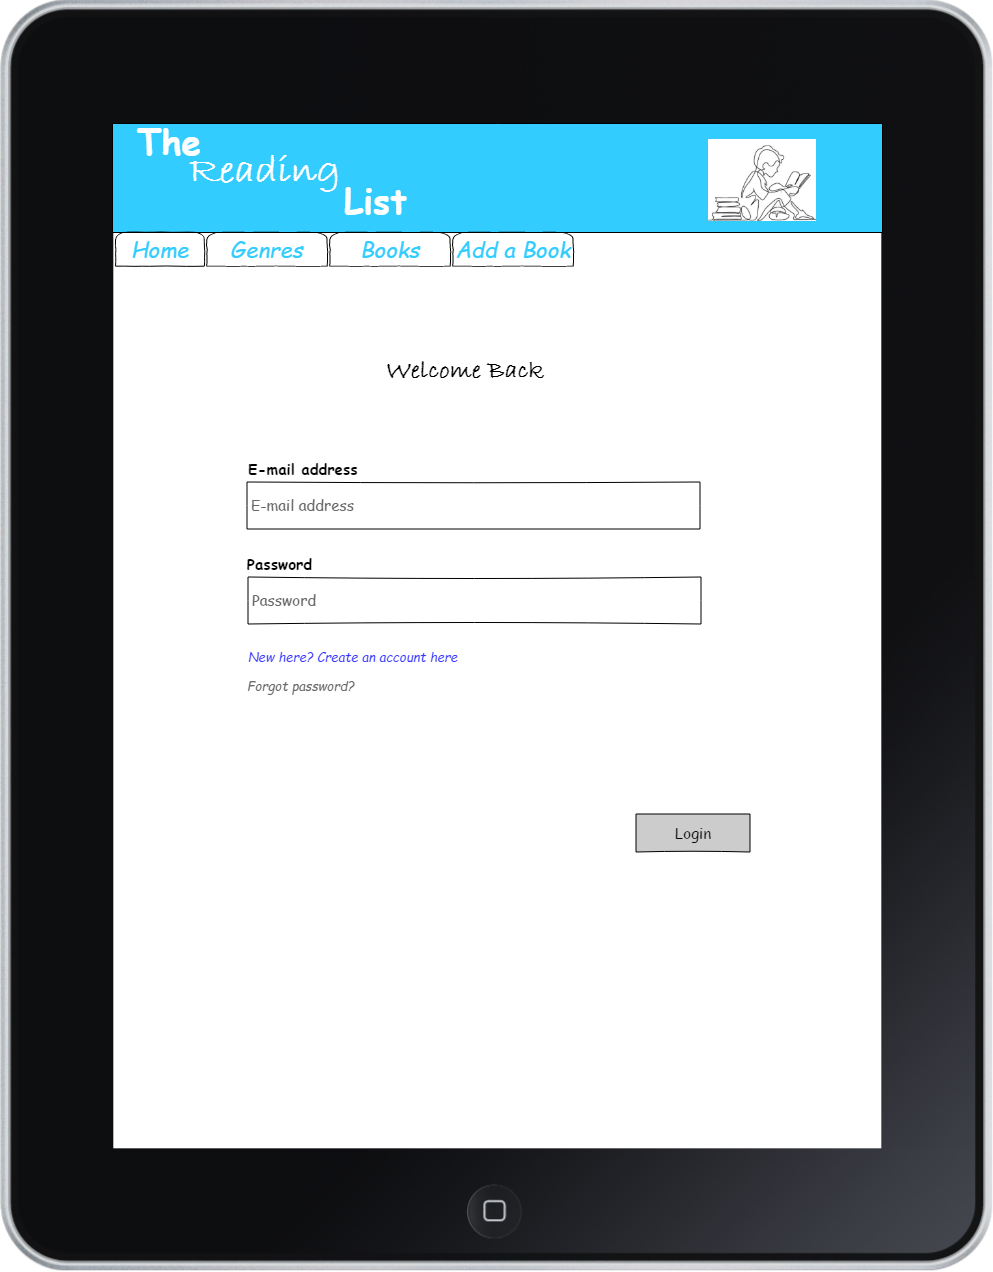 The
Reading
List
Home Genres Books Add a Book
Welcome Back
E-mail address
E-mail address
Password
Password
New here? Create an account here
Forgot password?
Login